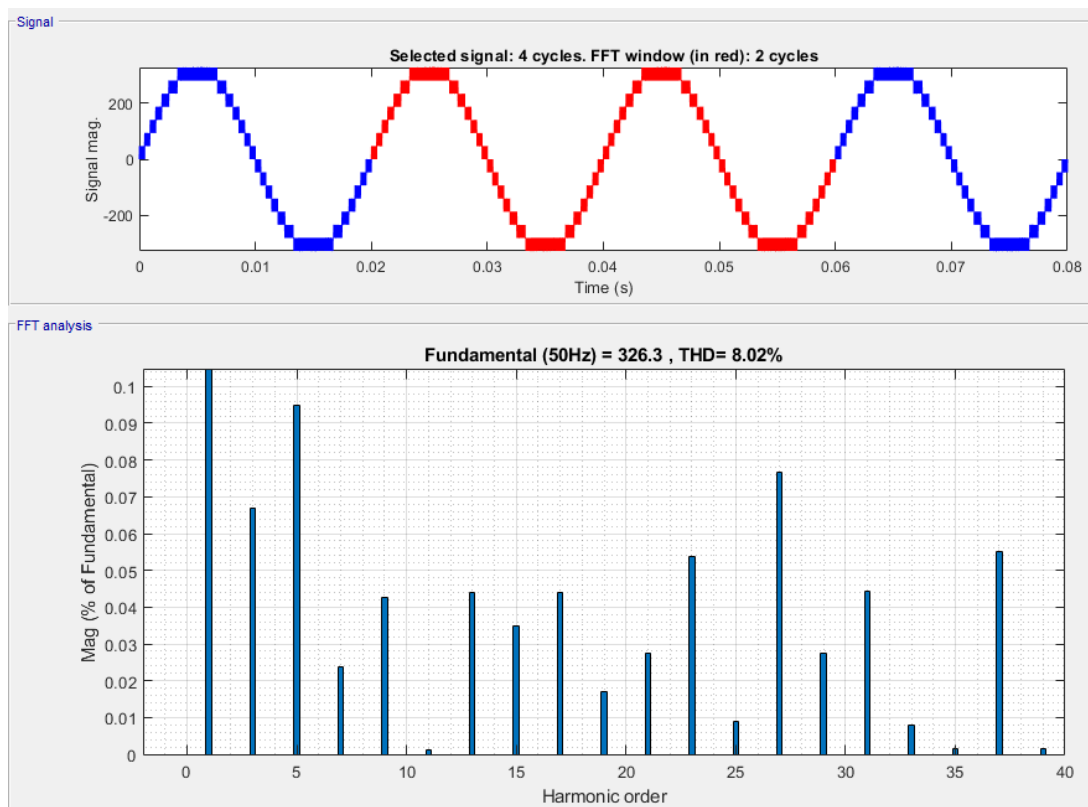 Signal
Selected signal: 4 cycles. FFT window (in red): 2 cycles
Signal mag.
200
0
-200
0 0.01 0.02 0.03 0.04 0.05 0.06 0.07 0.08
Time (s)
FFT analysis
Fundamental (50Hz) = 326.3 , THD= 8.02%
Mag (% of Fundamental)
0.1
0.09
0.08
0.07
0.06
0.05
0.04
0.03
0.02
0.01
0
0 5 10 15 20 25 30 35 40
Harmonic order